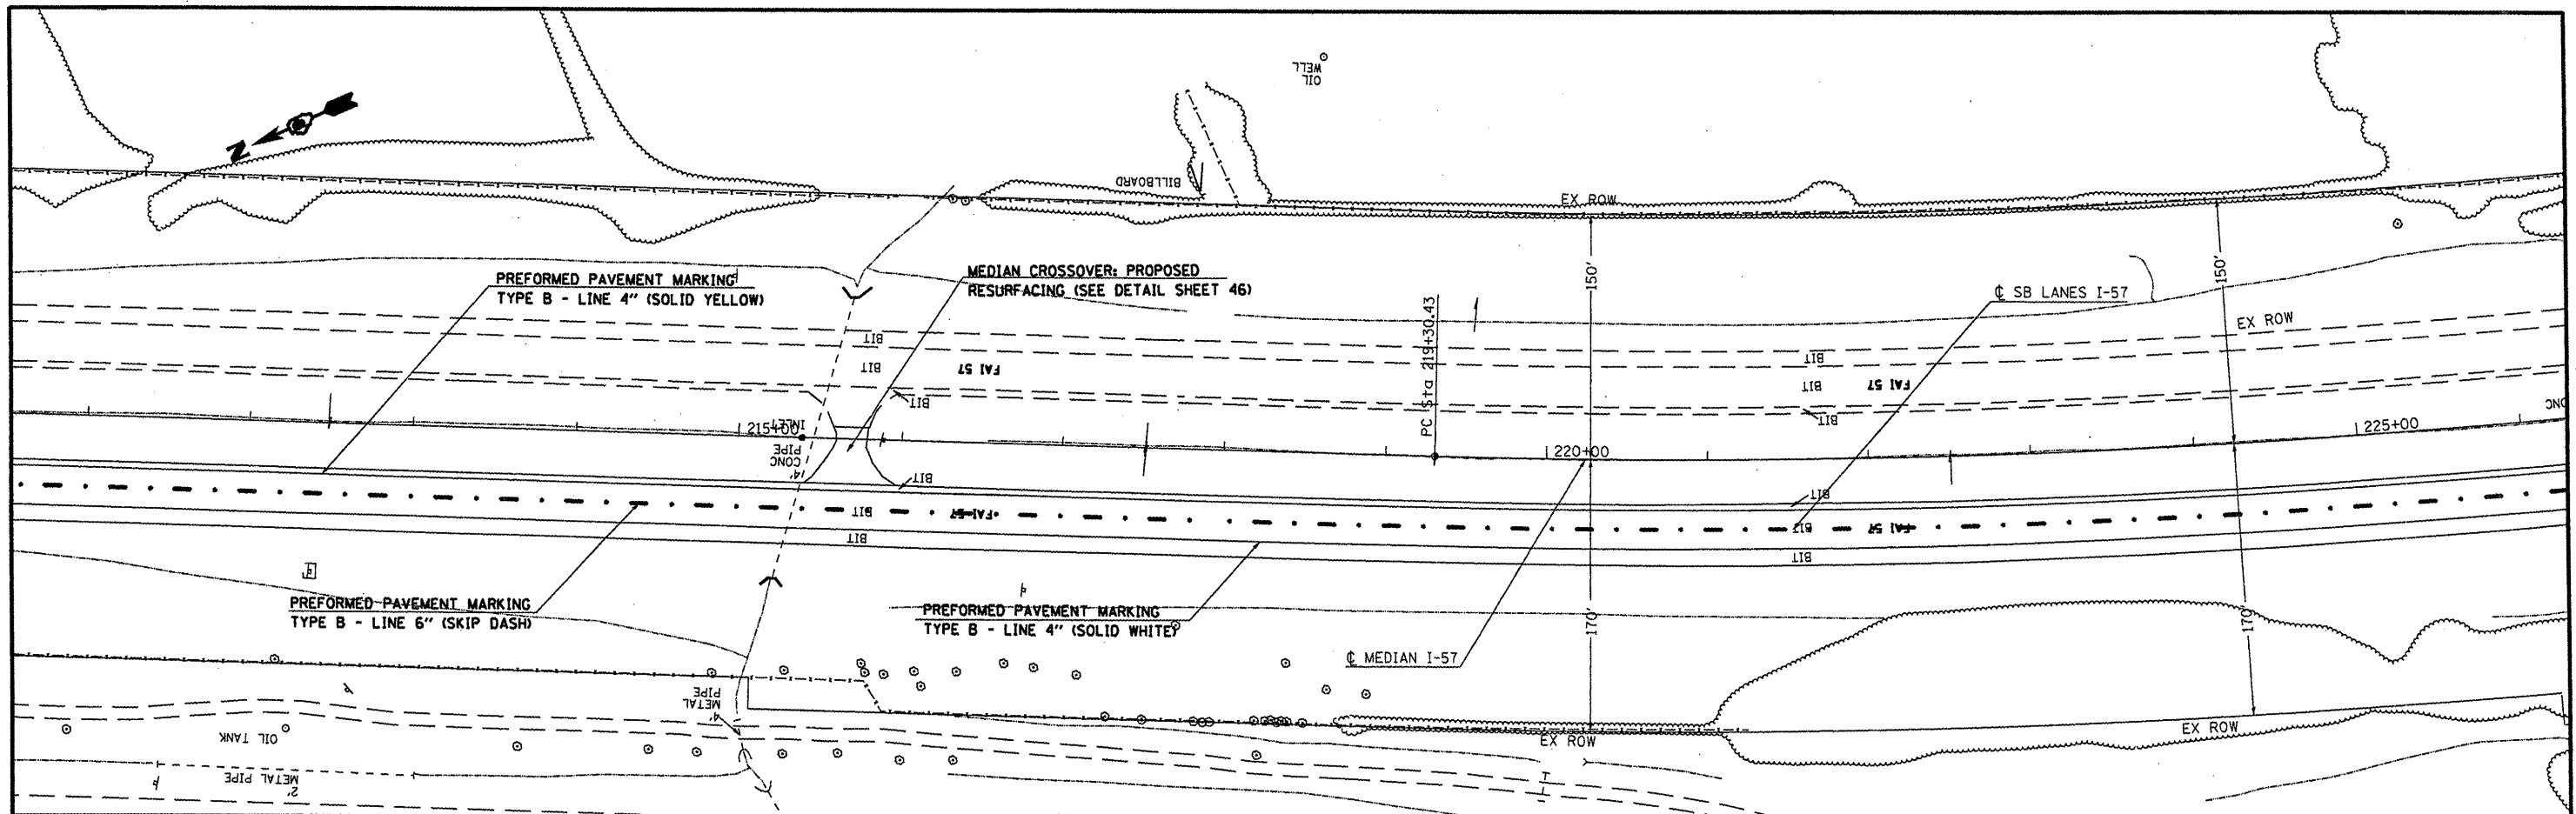 OIL
WELL
N
BILLBOARD
EX ROW
PREFORMED PAVEMENT MARKING
TYPE B - LINE 4" (SOLID YELLOW)
MEDIAN CROSSOVER: PROPOSED
RESURFACING (SEE DETAIL SHEET 46)
150'
150'
℄ SB LANES I-57
PC Sta 219+30.43
EX ROW
BIT
BIT
FAI 57
BIT
BIT
FAI 57
BIT
BIT
215+00
INLET
220+00
225+00
4'
CONC
PIPE
BIT
BIT
BIT
FAI 57
BIT
FAI 57
BIT
BIT
PREFORMED PAVEMENT MARKING
TYPE B - LINE 6" (SKIP DASH)
PREFORMED PAVEMENT MARKING
TYPE B - LINE 4" (SOLID WHITE)
170'
170'
℄ MEDIAN I-57
4'
METAL
PIPE
OIL TANK
EX ROW
EX ROW
2'
METAL PIPE